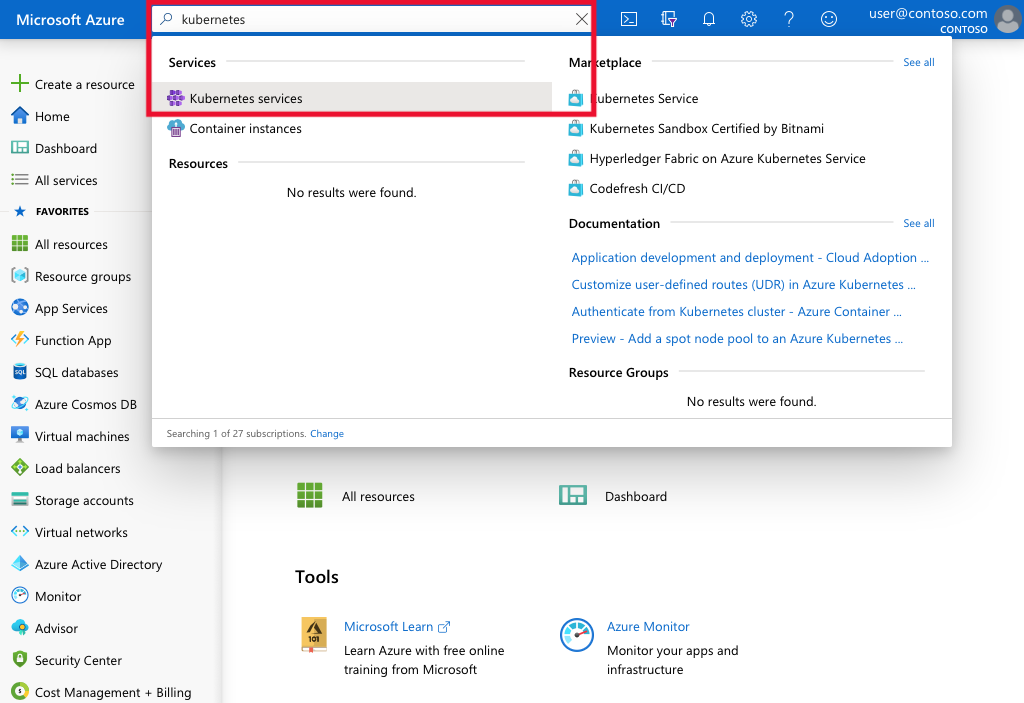 Microsoft Azure
kubernetes
user@contoso.com
CONTOSO
Create a resource
Home
Dashboard
All services
FAVORITES
All resources
Resource groups
App Services
Function App
SQL databases
Azure Cosmos DB
Virtual machines
Load balancers
Storage accounts
Virtual networks
Azure Active Directory
Monitor
Advisor
Security Center
Cost Management + Billing
Services
Kubernetes services
Container instances
Resources
No results were found.
Marketplace
See all
Kubernetes Service
Kubernetes Sandbox Certified by Bitnami
Hyperledger Fabric on Azure Kubernetes Service
Codefresh CI/CD
Documentation
See all
Application development and deployment - Cloud Adoption ...
Customize user-defined routes (UDR) in Azure Kubernetes ...
Authenticate from Kubernetes cluster - Azure Container ...
Preview - Add a spot node pool to an Azure Kubernetes ...
Resource Groups
No results were found.
Searching 1 of 27 subscriptions. Change
All resources
Dashboard
Tools
101
Microsoft Learn
Learn Azure with free online
training from Microsoft
Azure Monitor
Monitor your apps and
infrastructure